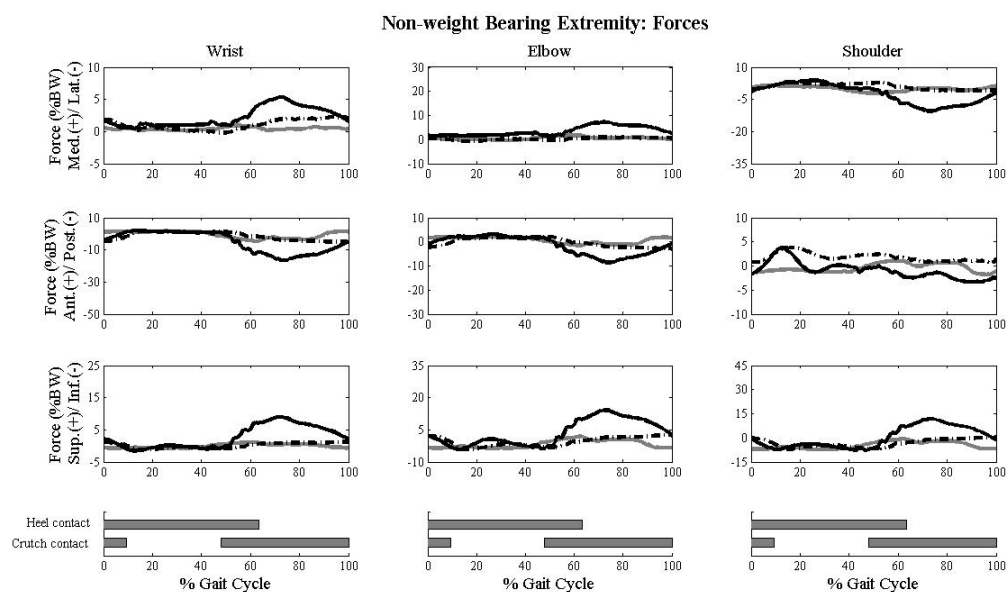 Non-weight Bearing Extremity: Forces
Wrist Elbow Shoulder
Force (%BW)
Med.(+)/ Lat.(-)
10
5
0
-5
0 20 40 60 80 100
30
20
10
0
-10
0 20 40 60 80 100
10
-5
-20
-35
0 20 40 60 80 100
Force (%BW)
Ant.(+)/ Post.(-)
10
-10
-30
-50
0 20 40 60 80 100
10
0
-10
-20
-30
0 20 40 60 80 100
10
5
0
-5
-10
0 20 40 60 80 100
Force (%BW)
Sup.(+)/ Inf.(-)
25
15
5
-5
0 20 40 60 80 100
30
20
10
0
-10
0 20 40 60 80 100
45
30
15
0
-15
0 20 40 60 80 100
Heel contact
Crutch contact
0 20 40 60 80 100
% Gait Cycle
0 20 40 60 80 100
% Gait Cycle
0 20 40 60 80 100
% Gait Cycle